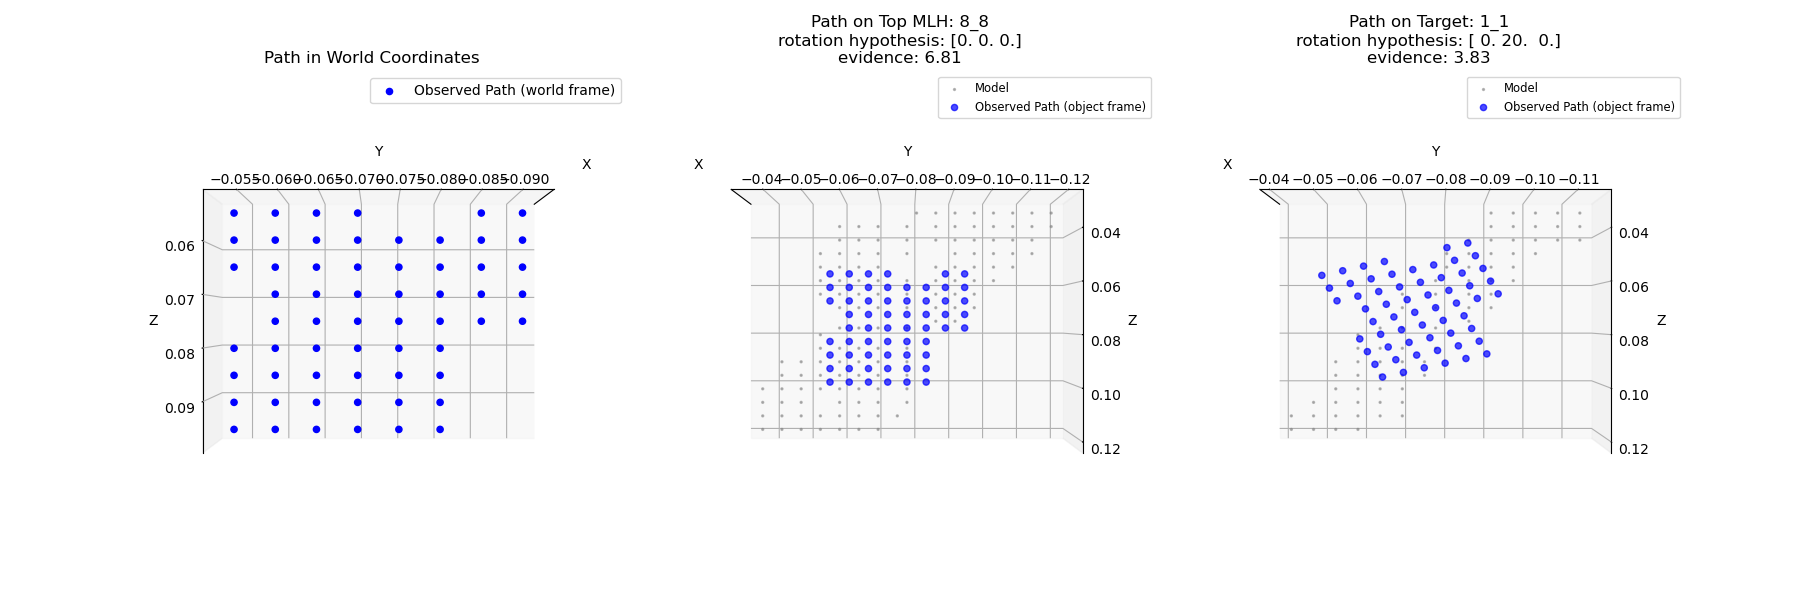 Path in World Coordinates
Observed Path (world frame)
Y
X
−0.055 −0.060 −0.065 −0.070 −0.075 −0.080 −0.085 −0.090
0.06
0.07
Z
0.08
0.09
Path on Top MLH: 8_8
rotation hypothesis: [0. 0. 0.]
evidence: 6.81
Model
Observed Path (object frame)
Y
X
−0.04 −0.05 −0.06 −0.07 −0.08 −0.09 −0.10 −0.11 −0.12
0.04
0.06
Z
0.08
0.10
0.12
Path on Target: 1_1
rotation hypothesis: [ 0. 20.  0.]
evidence: 3.83
Model
Observed Path (object frame)
Y
X
−0.04 −0.05 −0.06 −0.07 −0.08 −0.09 −0.10 −0.11
0.04
0.06
Z
0.08
0.10
0.12